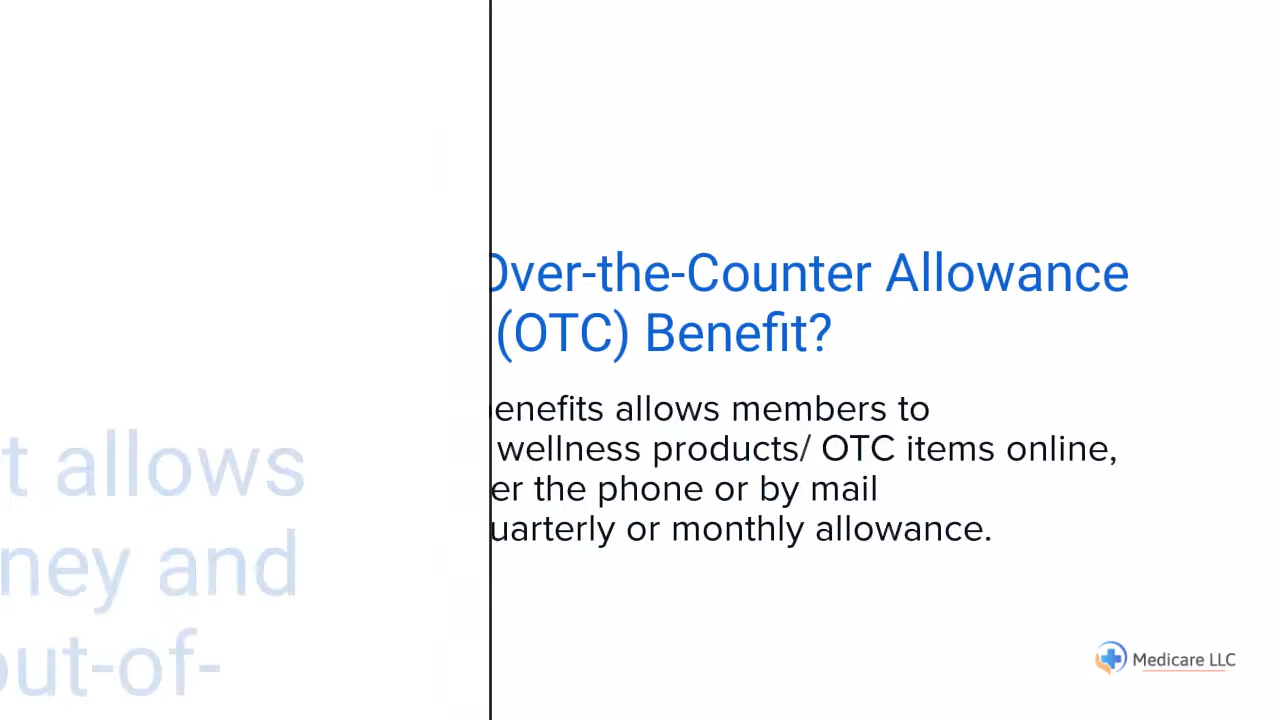 t allows
ney and
out-of-
Over-the-Counter Allowance
(OTC) Benefit?
enefits allows members to
wellness products/ OTC items online,
er the phone or by mail
uarterly or monthly allowance.
Medicare LLC